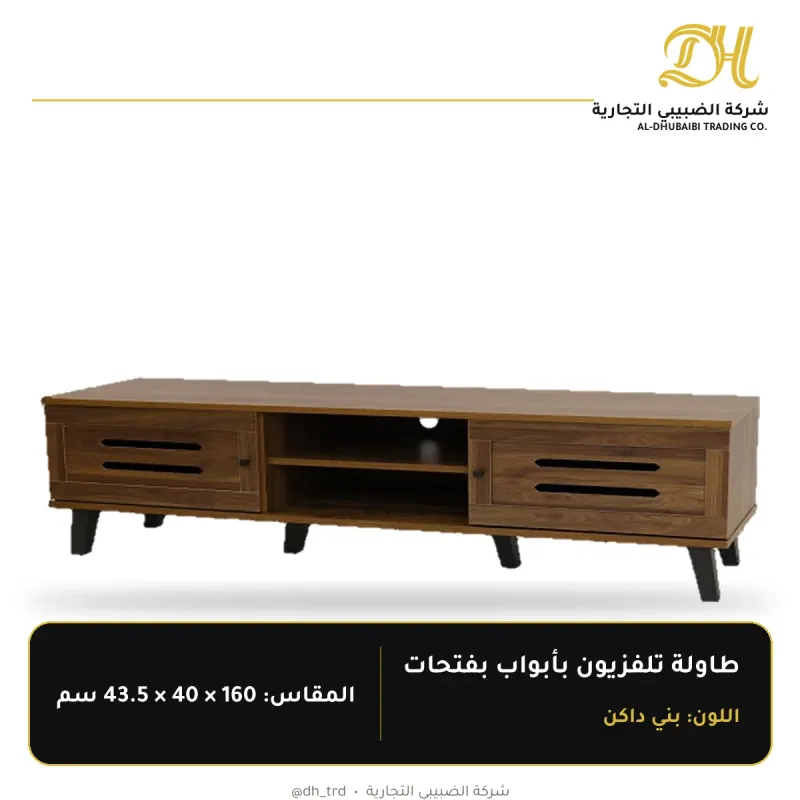 DH
شركة الضبيبي التجارية
AL-DHUBAIBI TRADING CO.
طاولة تلفزيون بأبواب بفتحات
اللون: بني داكن
المقاس: 160 × 40 × 43.5 سم
شركة الضبيبي التجارية • @dh_trd